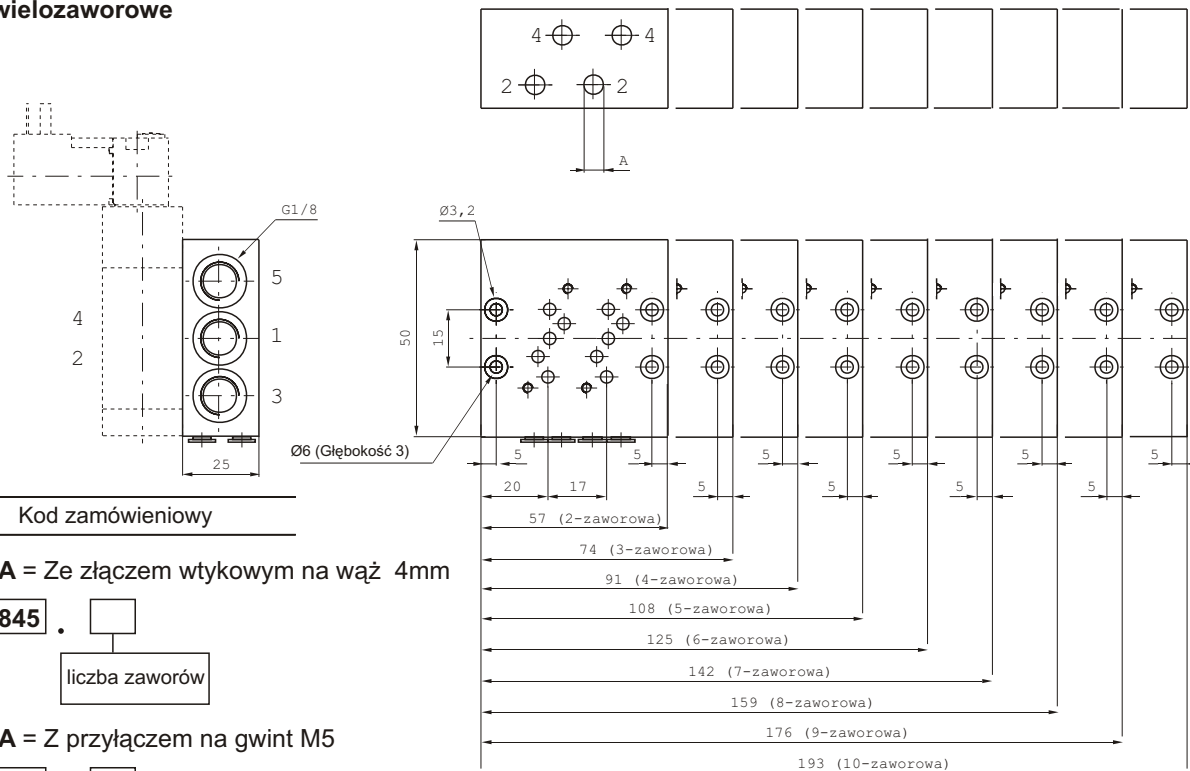 wielozaworowe
4 4
2 2
A
G1/8
Ø3,2
5
4
1
2
3
50
15
25
Ø6 (Głębokość 3)
5 5 5 5 5 5
20 17 5 5 5 5
57 (2-zaworowa)
74 (3-zaworowa)
91 (4-zaworowa)
108 (5-zaworowa)
125 (6-zaworowa)
142 (7-zaworowa)
159 (8-zaworowa)
176 (9-zaworowa)
193 (10-zaworowa)
Kod zamówieniowy
A = Ze złączem wtykowym na wąż 4mm
845 .
liczba zaworów
A = Z przyłączem na gwint M5